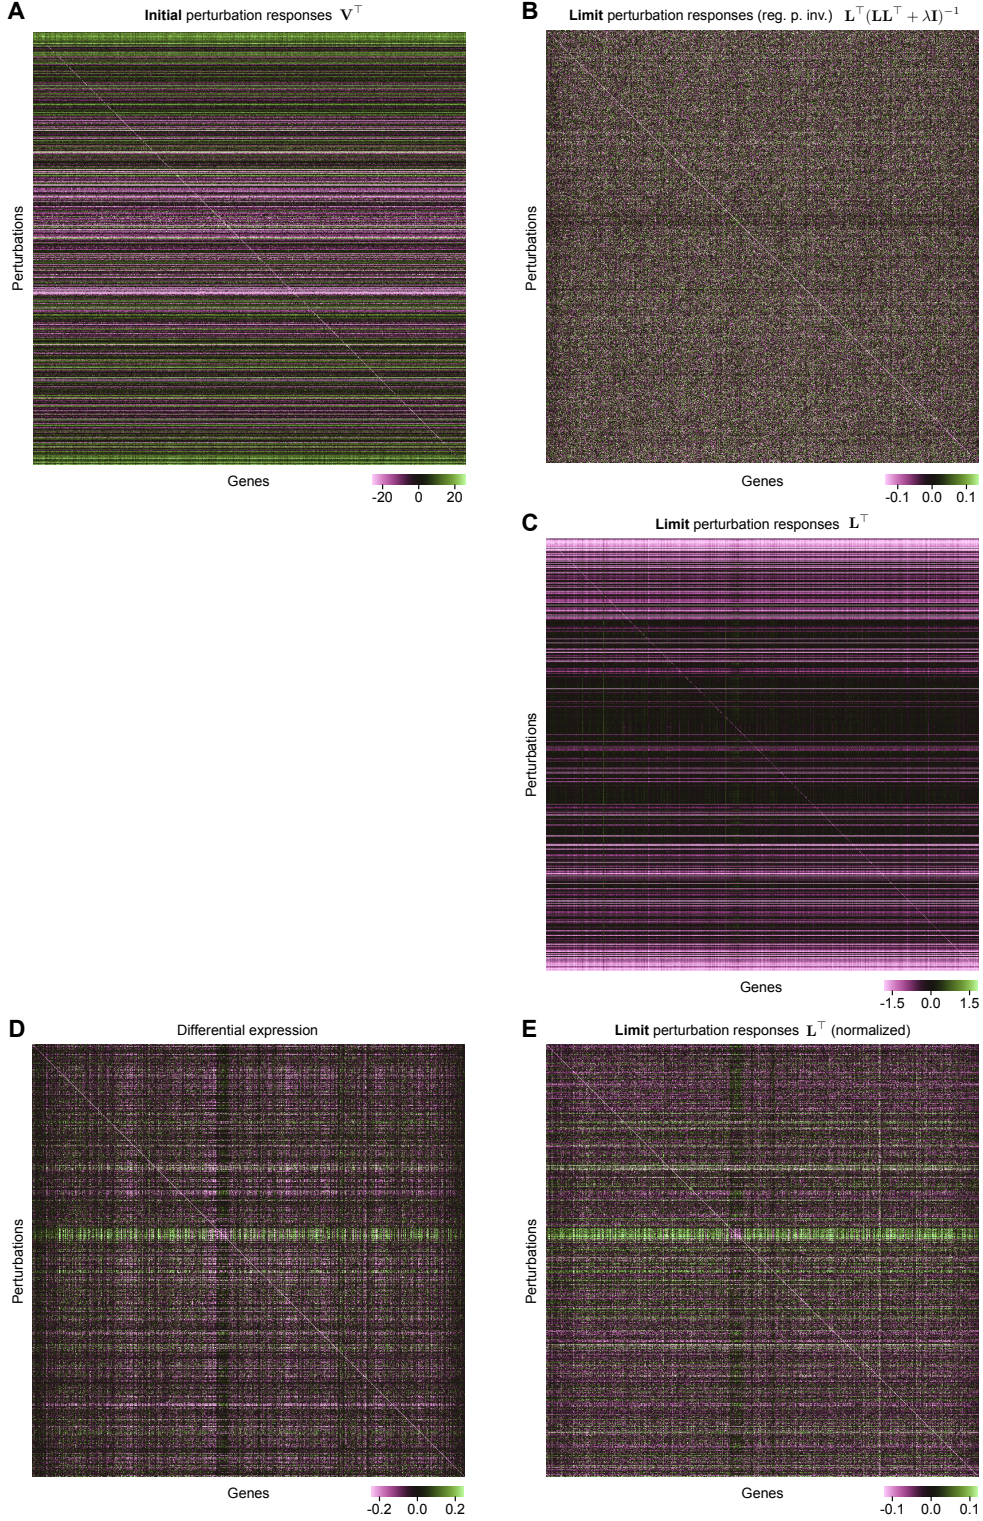 A
Initial perturbation responses V⊤
Perturbations
Genes
-20 0 20
B
Limit perturbation responses (reg. p. inv.) L⊤(LL⊤ + λI)−1
Perturbations
Genes
-0.1 0.0 0.1
C
Limit perturbation responses L⊤
Perturbations
Genes
-1.5 0.0 1.5
D
Differential expression
Perturbations
Genes
-0.2 0.0 0.2
E
Limit perturbation responses L⊤ (normalized)
Perturbations
Genes
-0.1 0.0 0.1